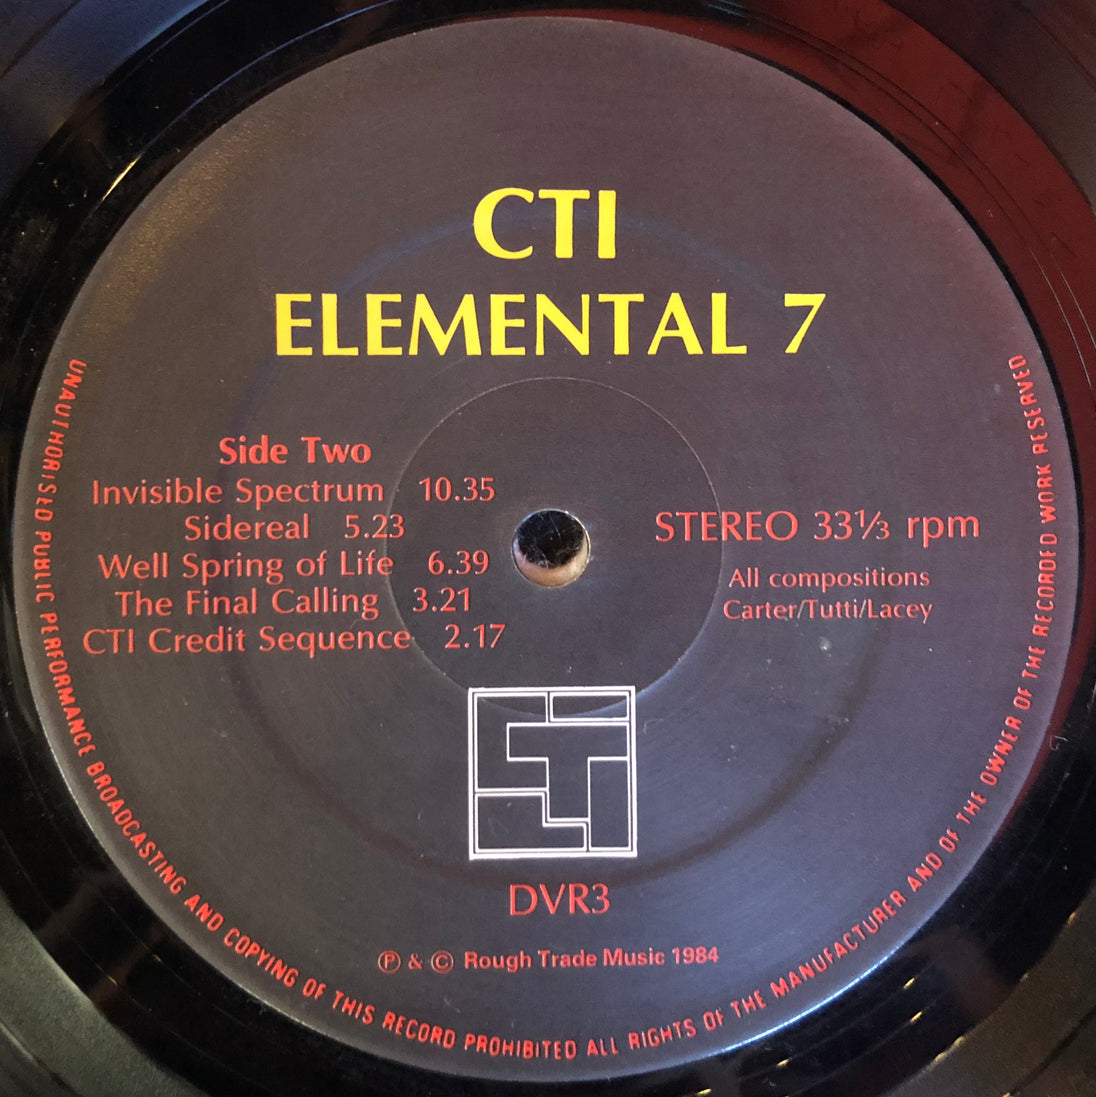 CTI
ELEMENTAL 7
Side Two
Invisible Spectrum 10.35
Sidereal 5.23
Well Spring of Life 6.39
The Final Calling 3.21
CTI Credit Sequence 2.17
STEREO 33⅓ rpm
All compositions
Carter/Tutti/Lacey
CTI
DVR3
Ⓟ & © Rough Trade Music 1984
UNAUTHORISED PUBLIC PERFORMANCE BROADCASTING AND COPYING OF THIS RECORD PROHIBITED ALL RIGHTS OF THE MANUFACTURER AND OF THE OWNER OF THE RECORDED WORK RESERVED